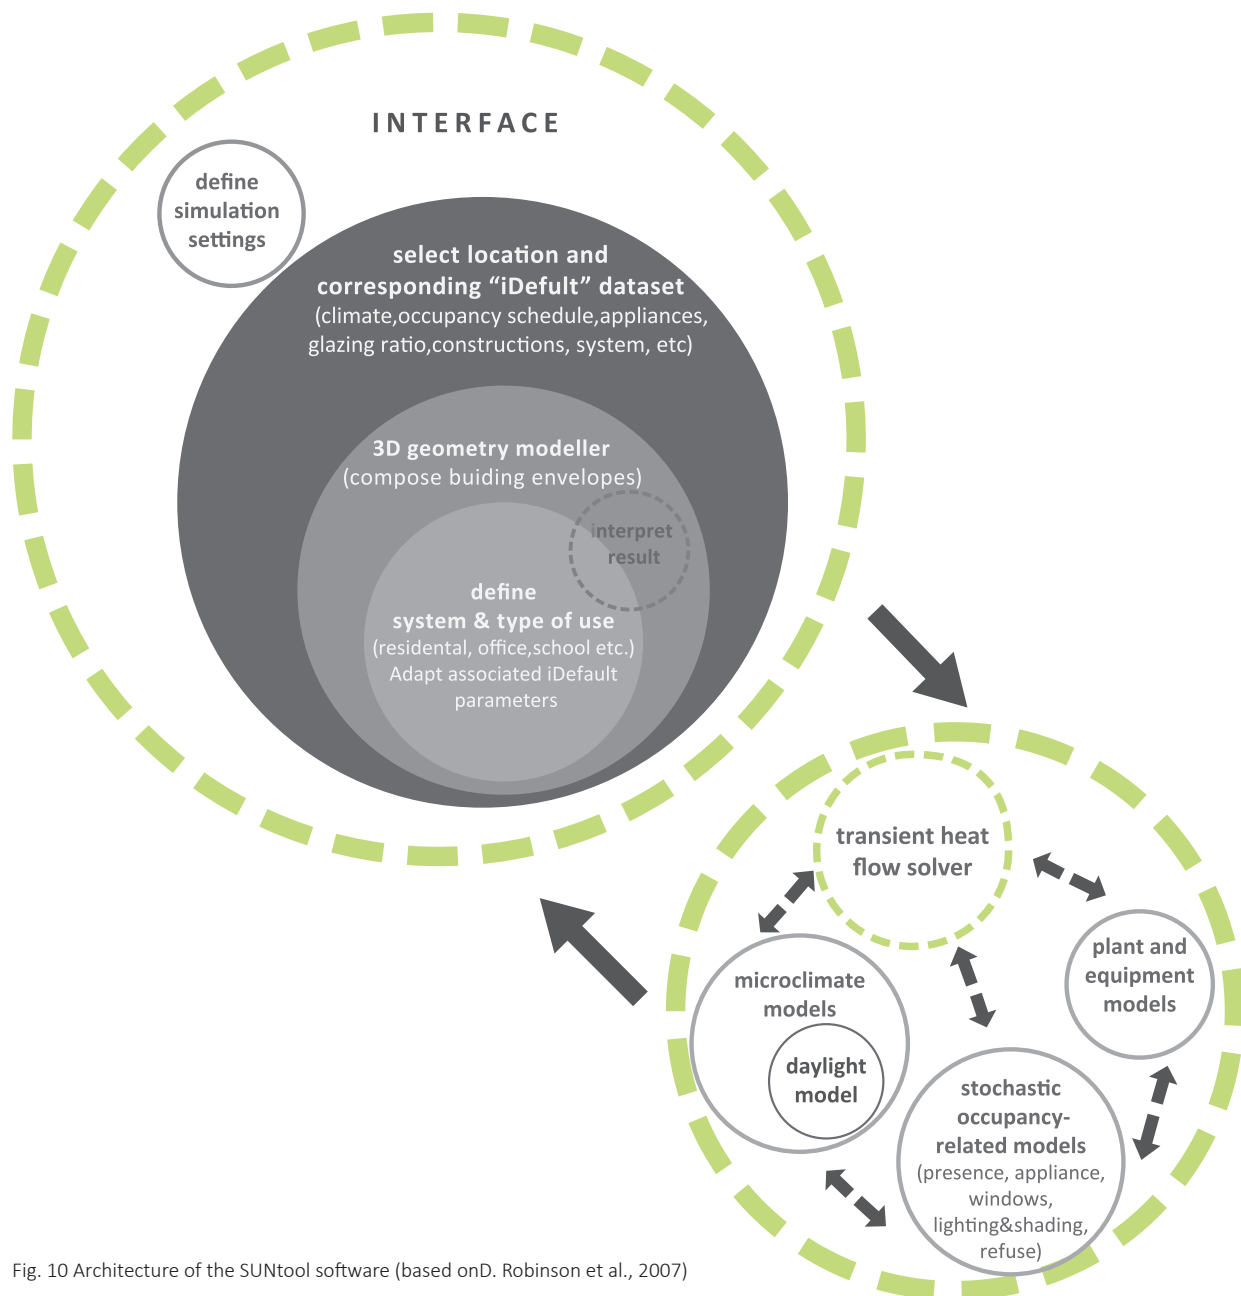 INTERFACE
define
simulation
settings
select location and
corresponding “iDefult” dataset
(climate,occupancy schedule,appliances,
glazing ratio,constructions, system, etc)
3D geometry modeller
(compose buiding envelopes)
interpret
result
define
system & type of use
(residental, office,school etc.)
Adapt associated iDefault
parameters
transient heat
flow solver
plant and
equipment
models
microclimate
models
daylight
model
stochastic
occupancy-
related models
(presence, appliance,
windows,
lighting&shading,
refuse)
Fig. 10 Architecture of the SUNtool software (based onD. Robinson et al., 2007)